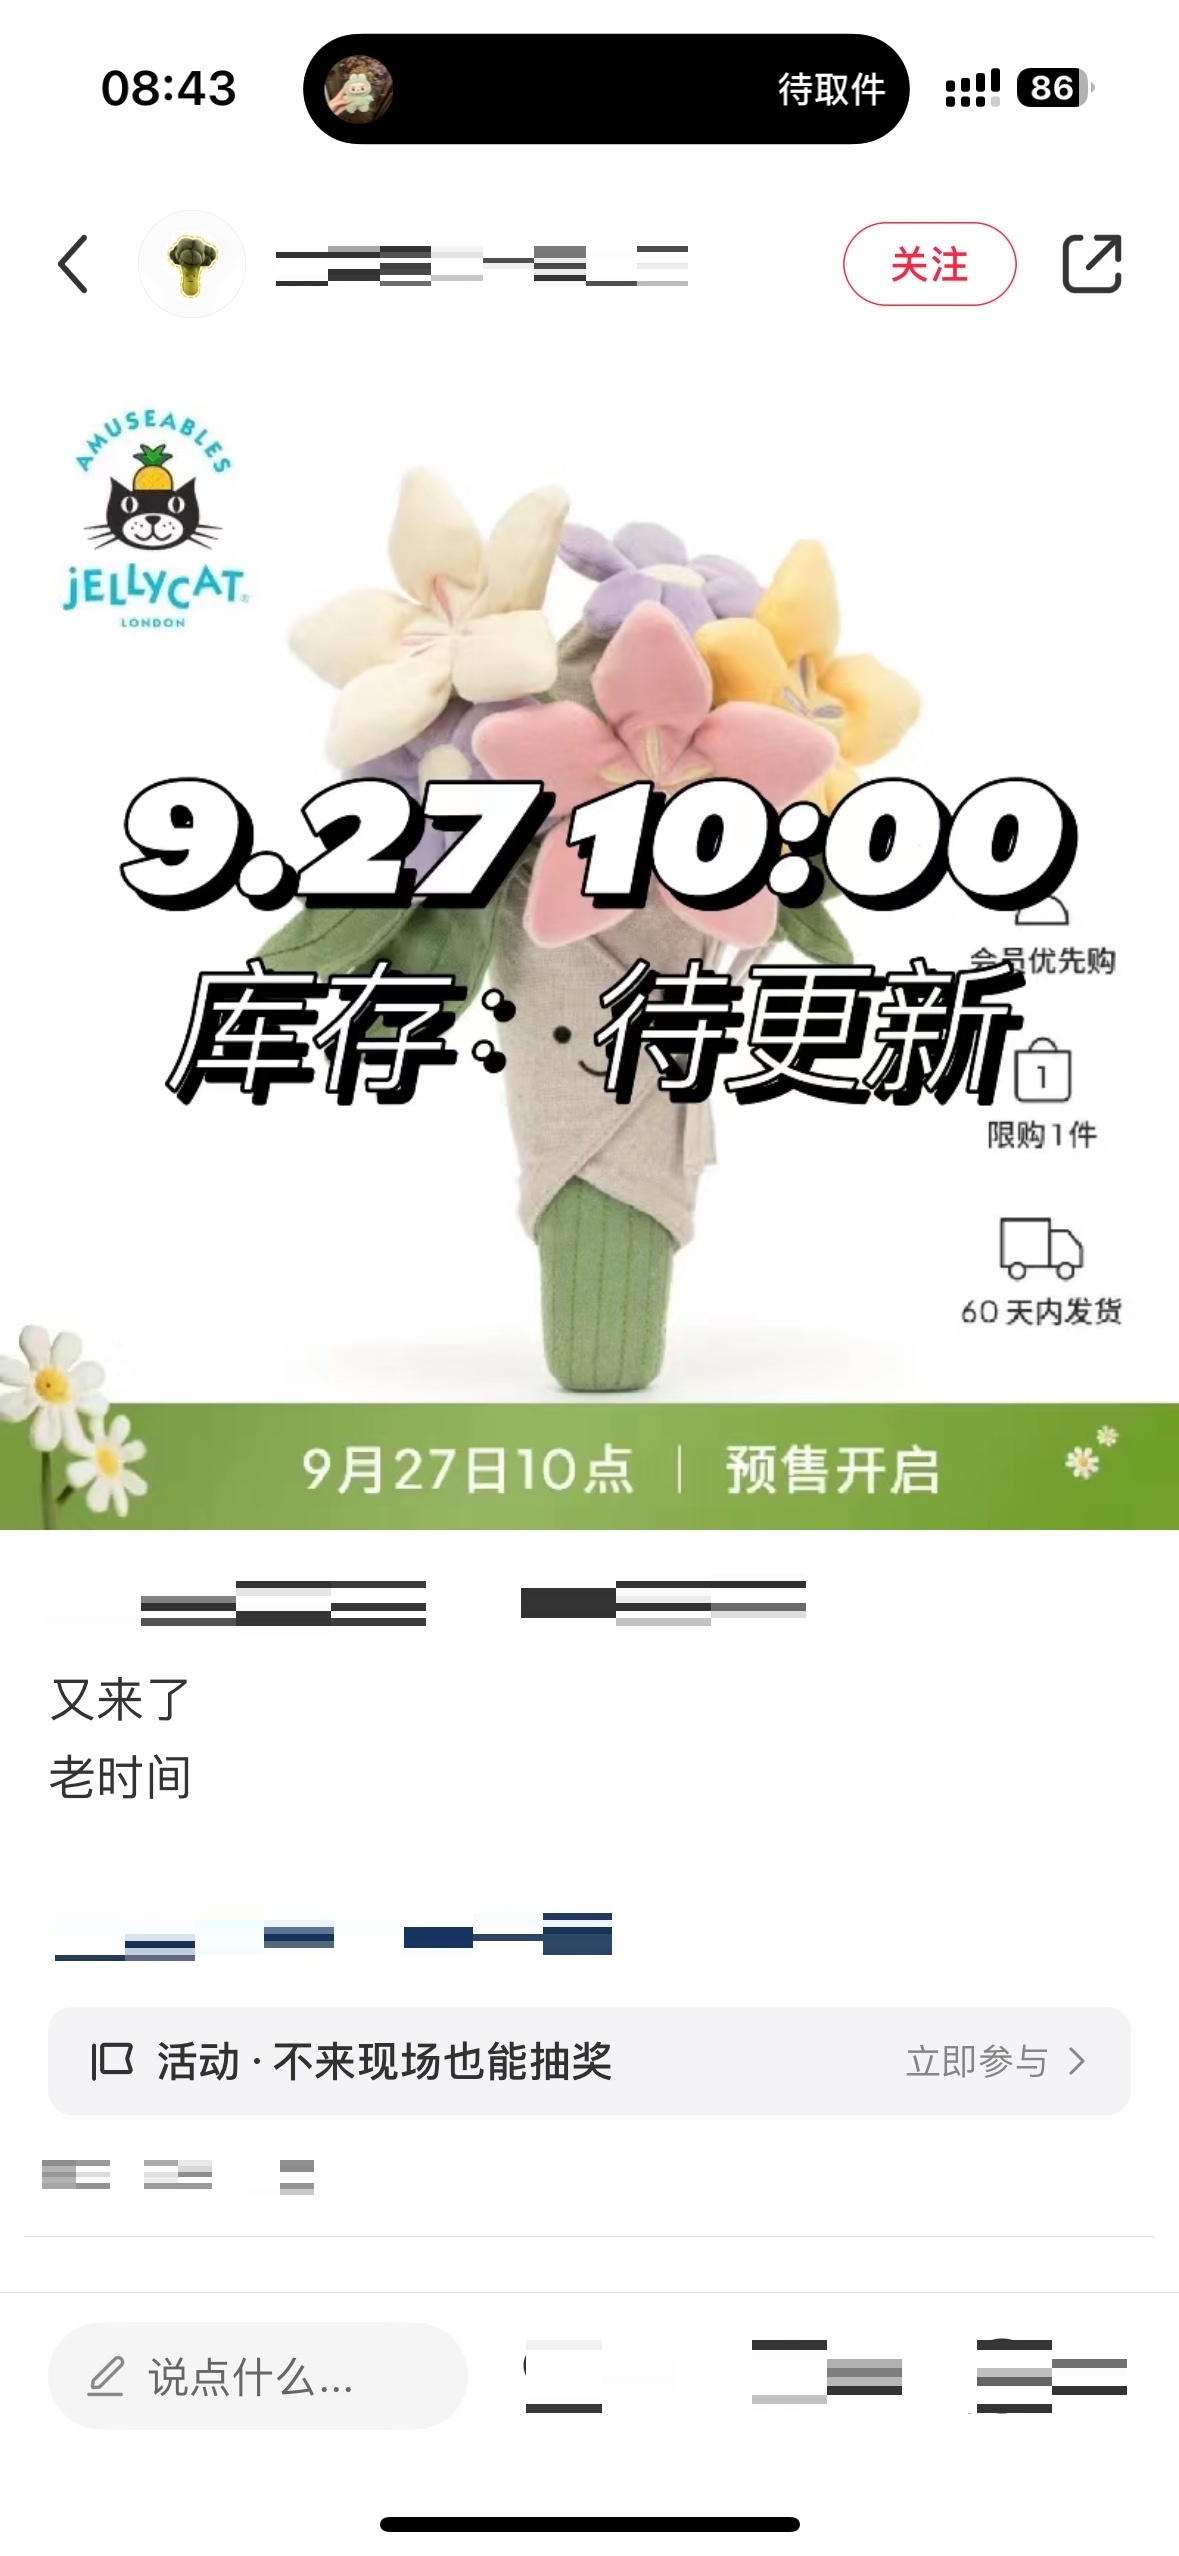 08:43
待取件
86
关注
AMUSEABLES
jELLYCAT®
LONDON
9.27 10:00
会员优先购
库存：待更新
1
限购1件
60 天内发货
9月27日10点 | 预售开启
又来了
老时间
活动 · 不来现场也能抽奖
立即参与
说点什么...